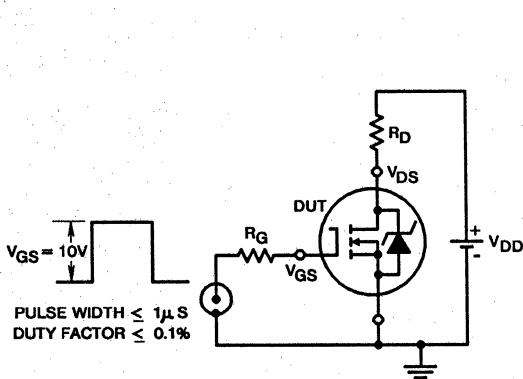 RD
VDS
DUT
RG
VGS = 10V
VGS
+
VDD
-
PULSE WIDTH ≤ 1μS
DUTY FACTOR ≤ 0.1%